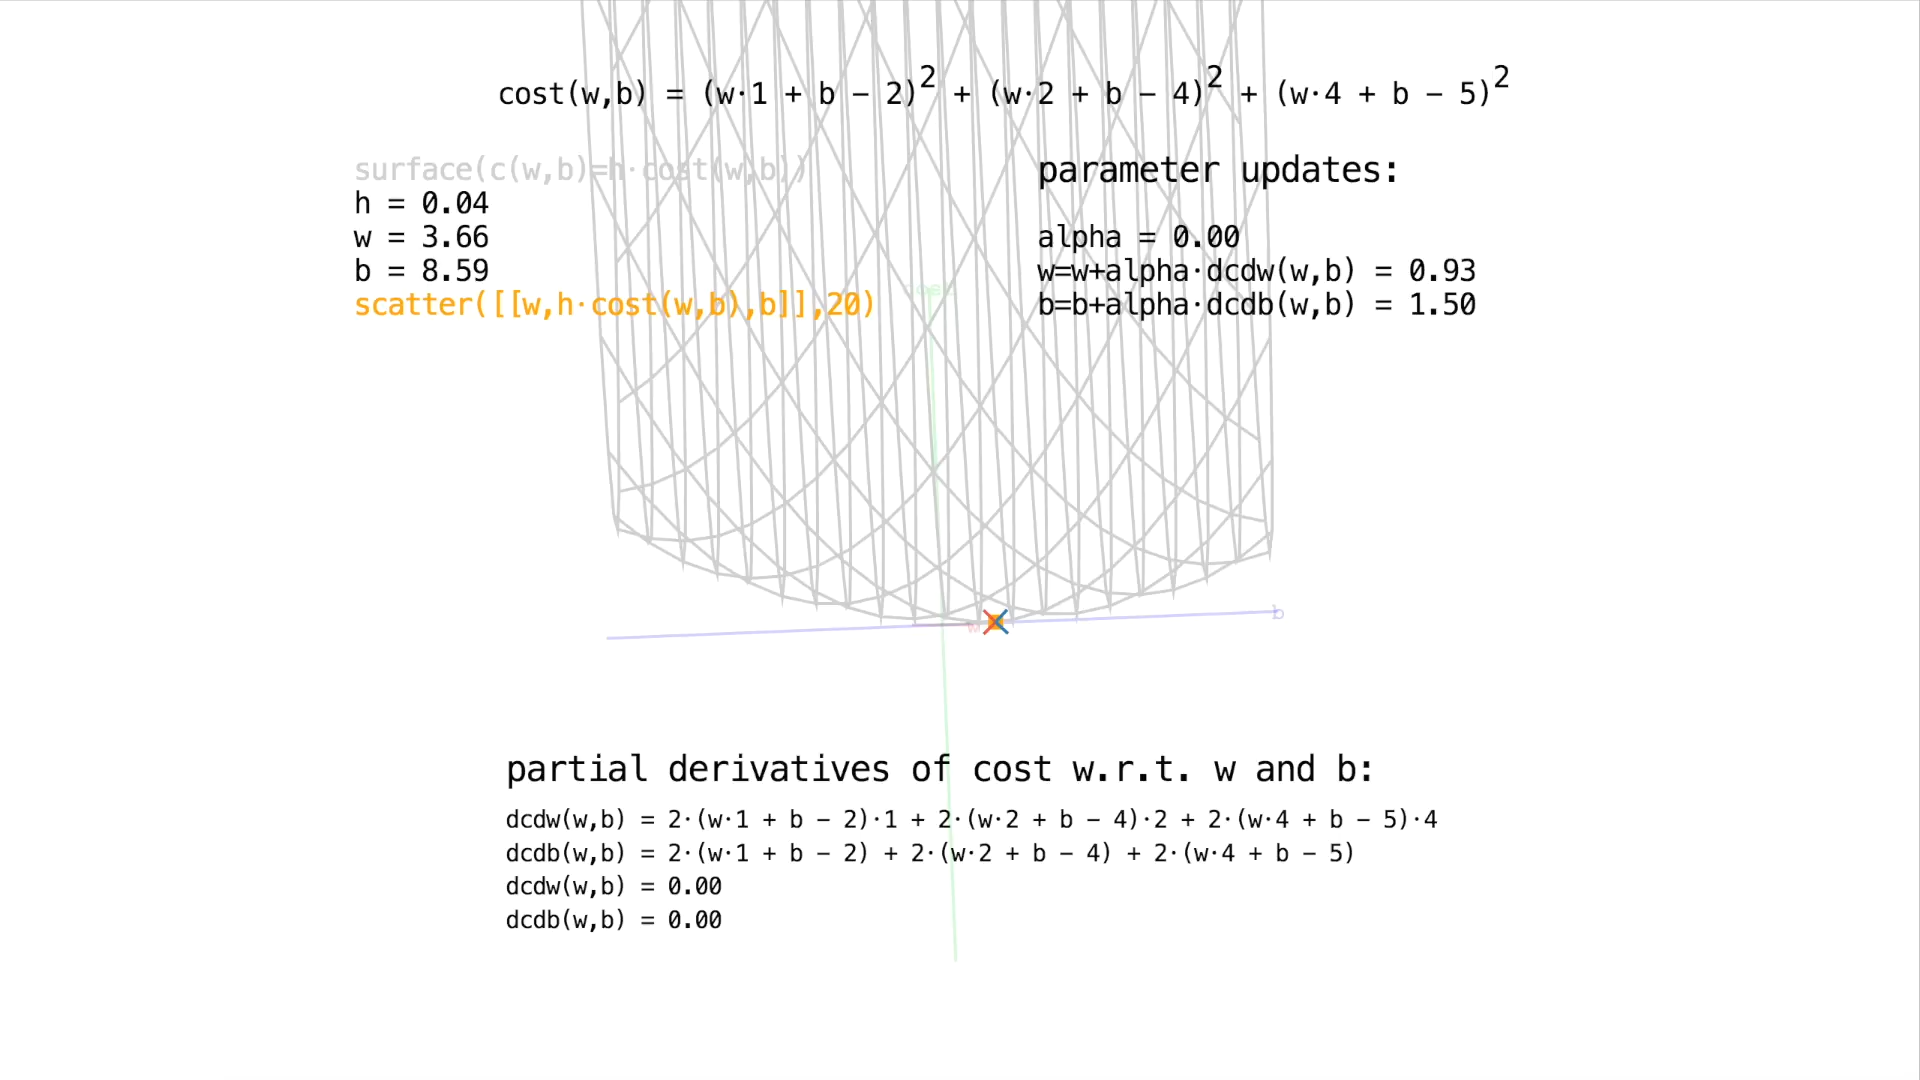 cost(w,b) = (w·1 + b − 2)² + (w·2 + b − 4)² + (w·4 + b − 5)²
surface(c(w,b)=h·cost(w,b))
h = 0.04
w = 3.66
b = 8.59
scatter([[w,h·cost(w,b),b]],20)
parameter updates:
alpha = 0.00
w=w+alpha·dcdw(w,b) = 0.93
b=b+alpha·dcdb(w,b) = 1.50
cost
w
b
partial derivatives of cost w.r.t. w and b:
dcdw(w,b) = 2·(w·1 + b − 2)·1 + 2·(w·2 + b − 4)·2 + 2·(w·4 + b − 5)·4
dcdb(w,b) = 2·(w·1 + b − 2) + 2·(w·2 + b − 4) + 2·(w·4 + b − 5)
dcdw(w,b) = 0.00
dcdb(w,b) = 0.00